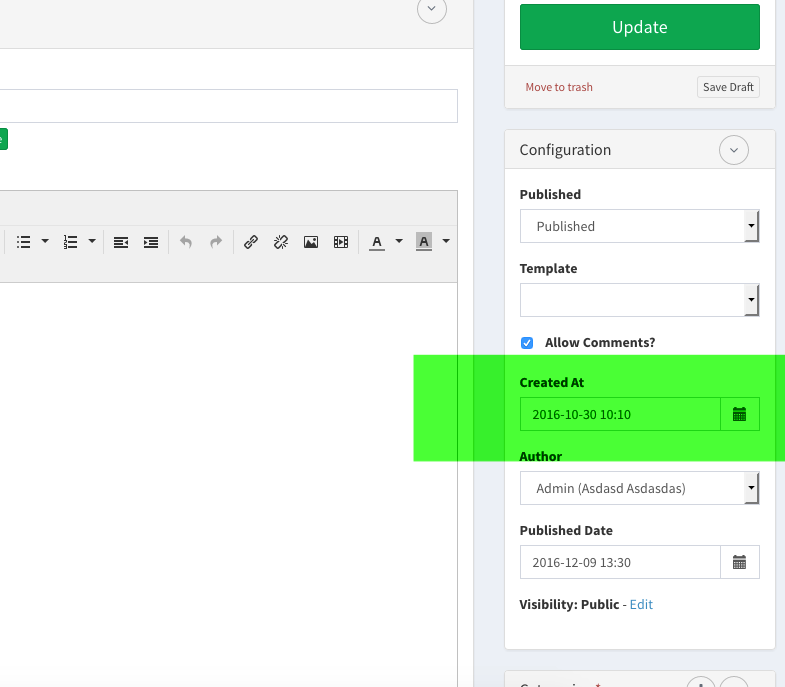 Update
Move to trash
Save Draft
Configuration
Published
Published
Template
Allow Comments?
Created At
2016-10-30 10:10
Author
Admin (Asdasd Asdasdas)
Published Date
2016-12-09 13:30
Visibility: Public - Edit